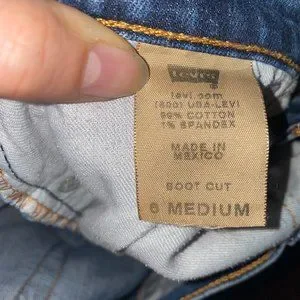 Levi's
levi.com
(800) USA-LEVI
99% COTTON
1% SPANDEX
MADE IN
MEXICO
BOOT CUT
6 MEDIUM